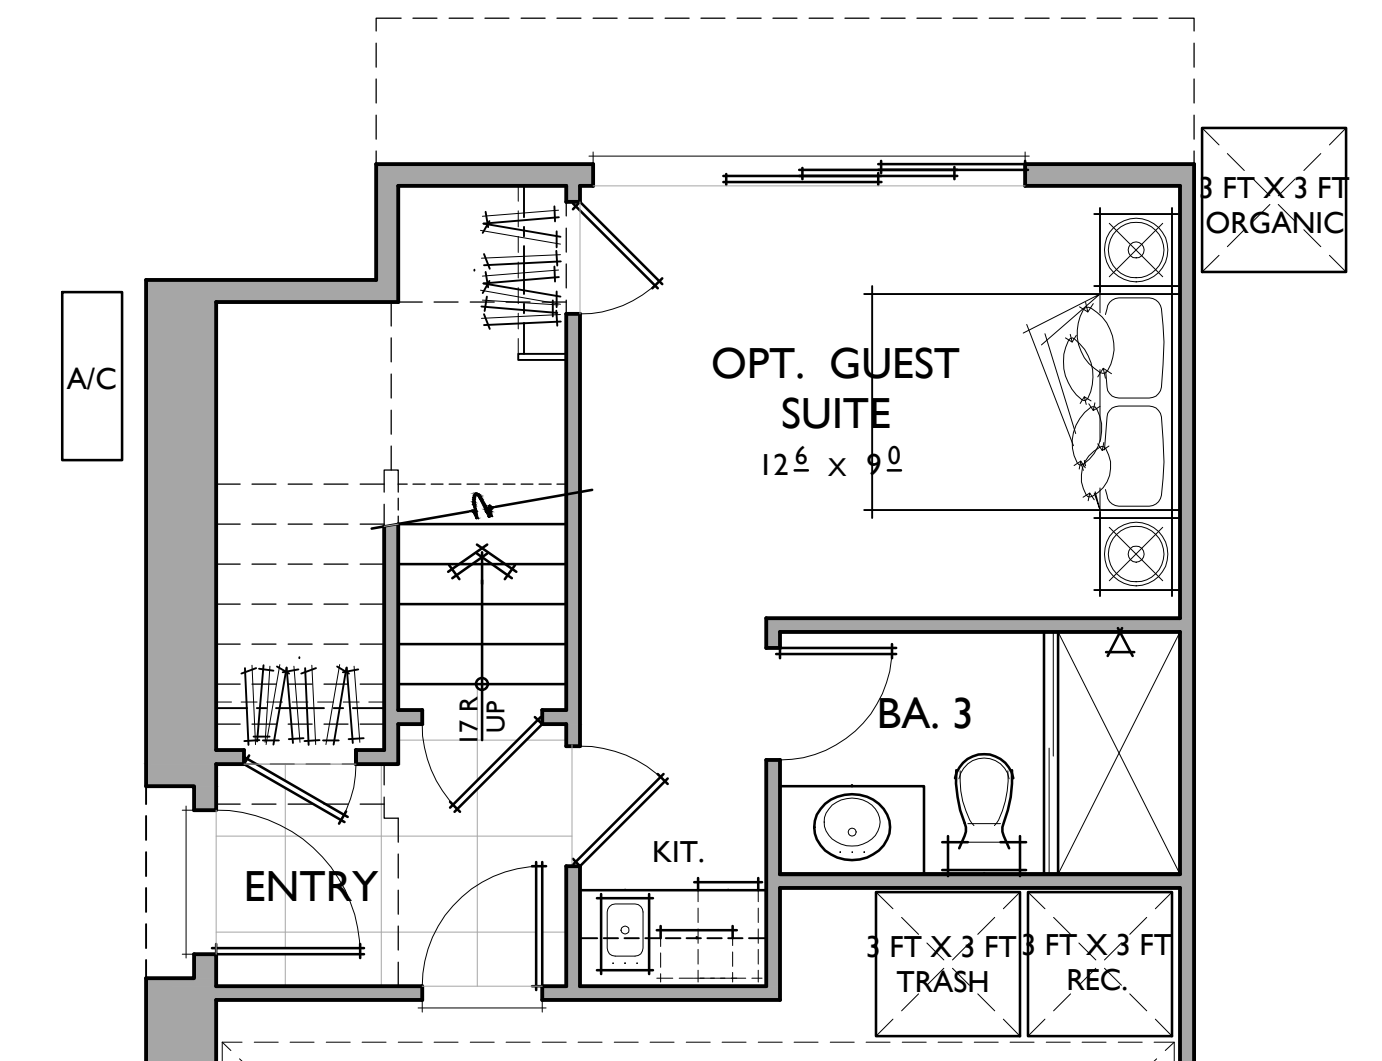 3 FT X 3 FT
ORGANIC
A/C
OPT. GUEST
SUITE
12 6 X 9 0
17 R
UP
BA. 3
KIT.
ENTRY
3 FT X 3 FT
TRASH
3 FT X 3 FT
REC.